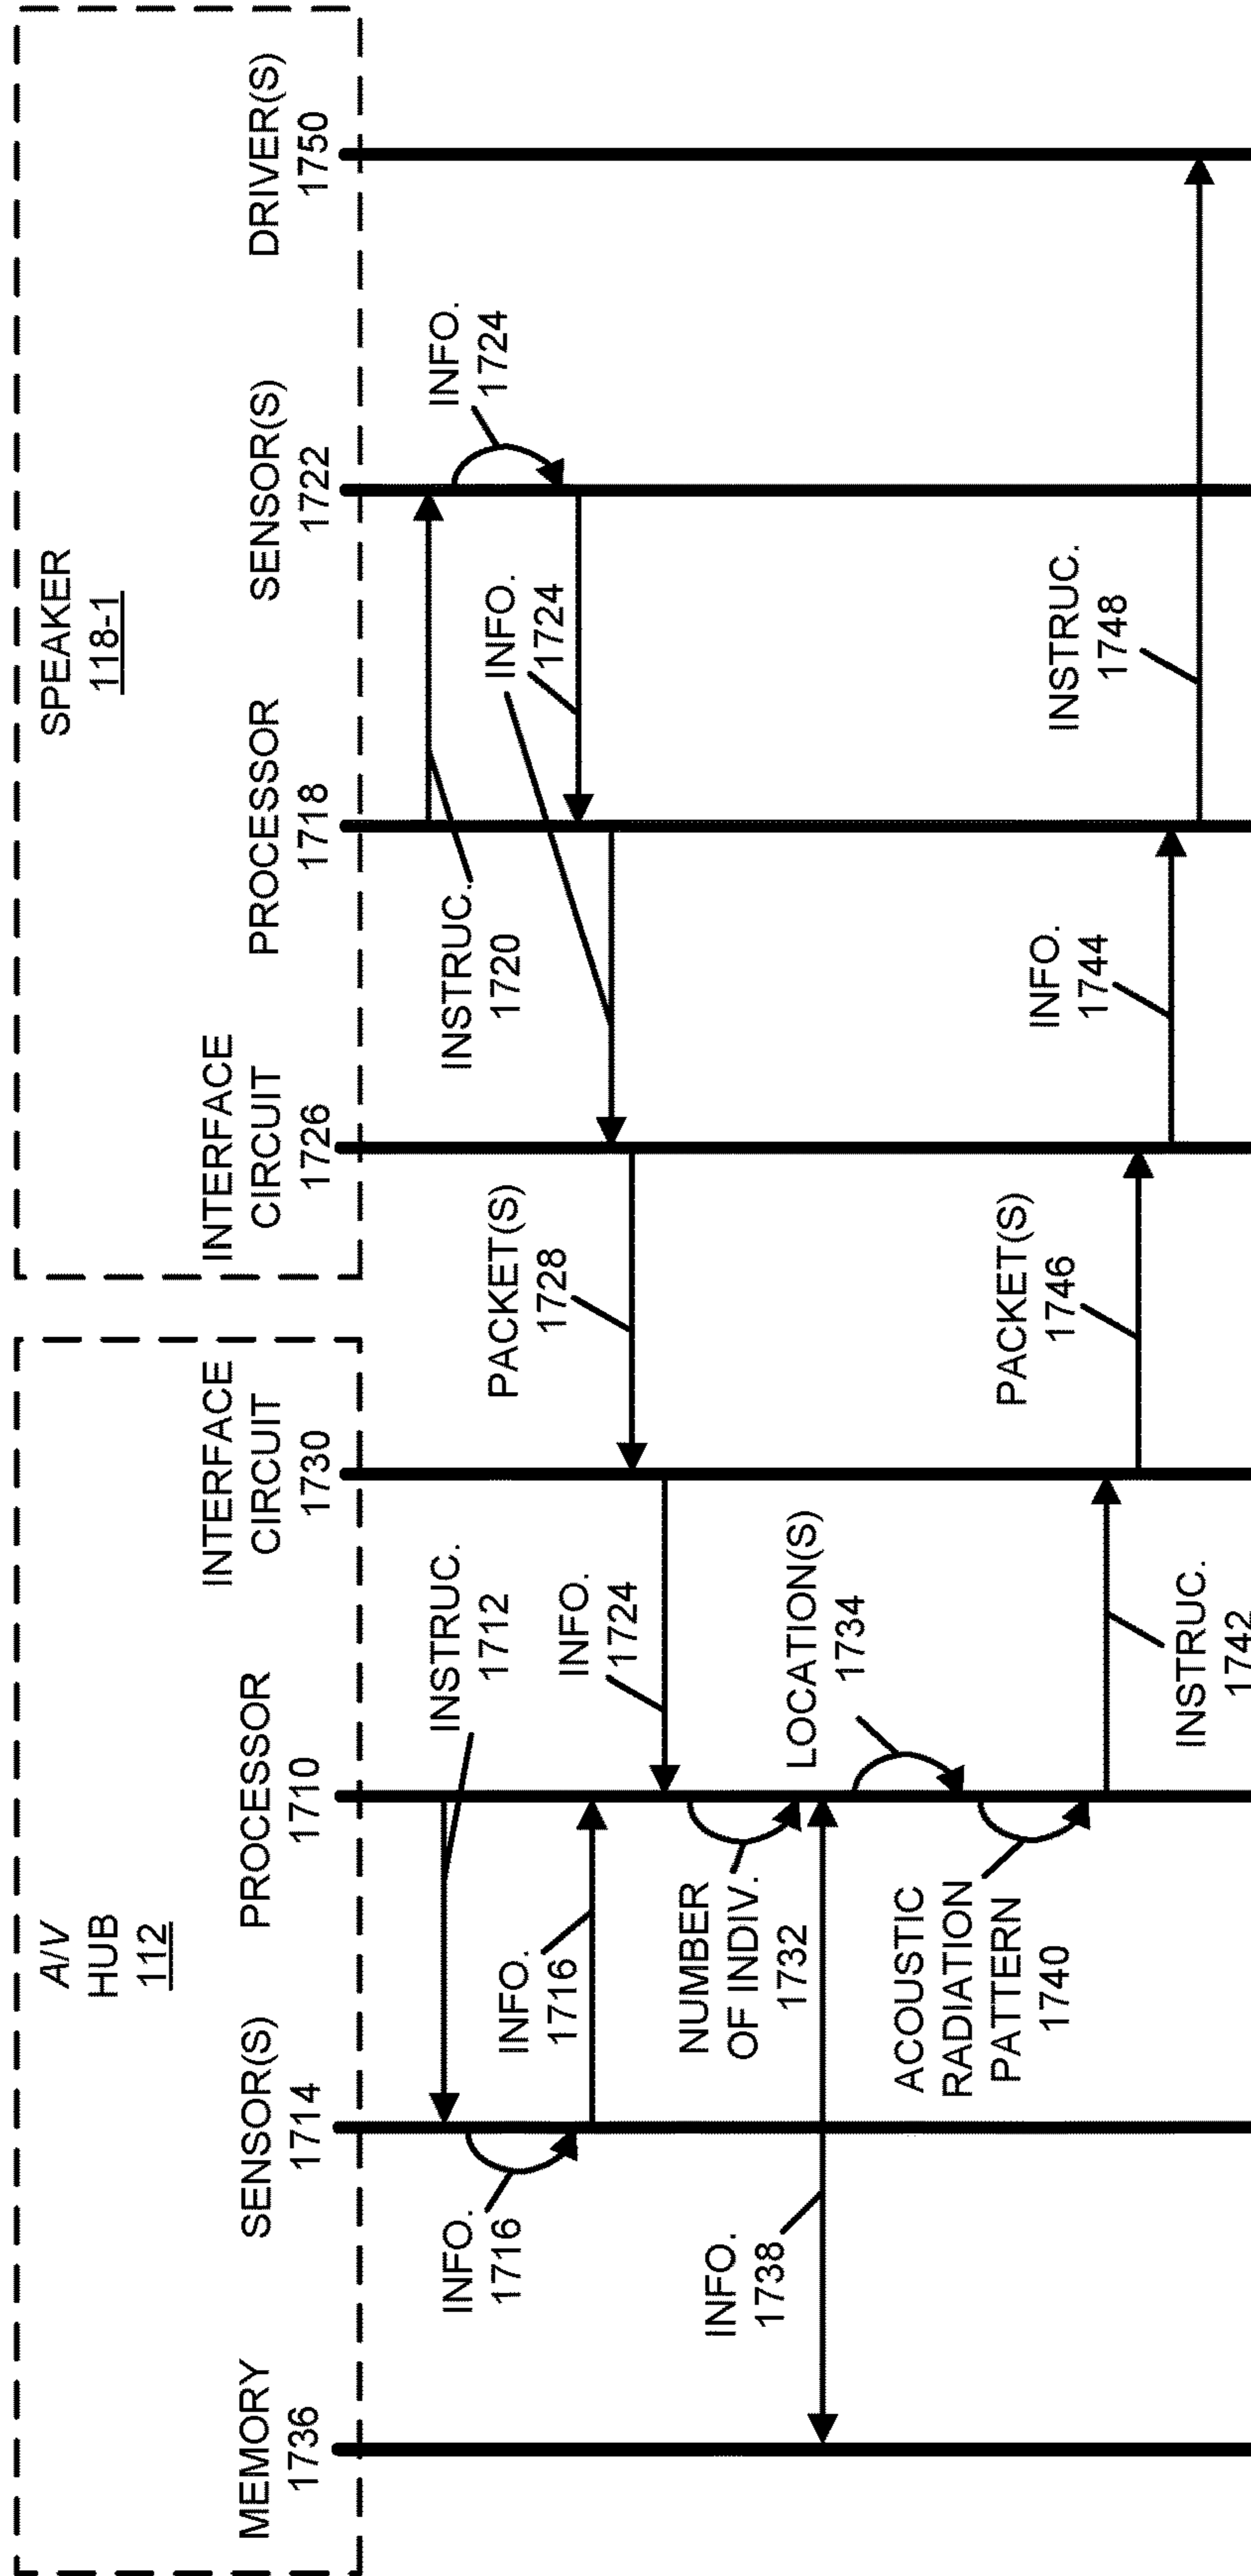 A/V
HUB
112
SPEAKER
118-1
MEMORY
1736
SENSOR(S)
1714
PROCESSOR
1710
INTERFACE
CIRCUIT
1730
INTERFACE
CIRCUIT
1726
PROCESSOR
1718
SENSOR(S)
1722
DRIVER(S)
1750
INFO.
1716
INSTRUC.
1712
INSTRUC.
1720
INFO.
1724
INFO.
1716
INFO.
1724
PACKET(S)
1728
INFO.
1724
NUMBER
OF INDIV.
1732
INFO.
1738
LOCATION(S)
1734
ACOUSTIC
RADIATION
PATTERN
1740
INSTRUC.
1742
PACKET(S)
1746
INFO.
1744
INSTRUC.
1748